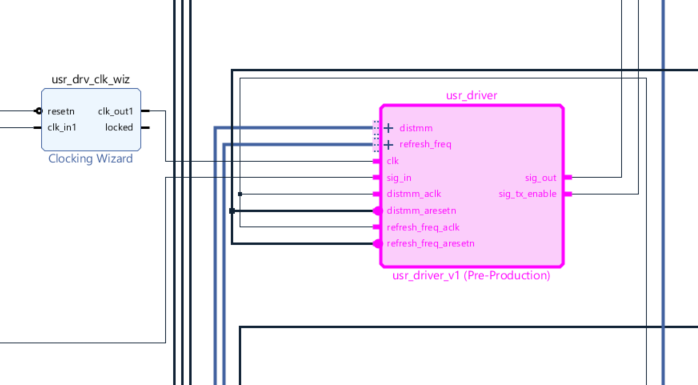 usr_drv_clk_wiz
resetn clk_out1
clk_in1 locked
Clocking Wizard
usr_driver
distmm
refresh_freq
clk
sig_in sig_out
distmm_aclk sig_tx_enable
distmm_aresetn
refresh_freq_aclk
refresh_freq_aresetn
usr_driver_v1 (Pre-Production)